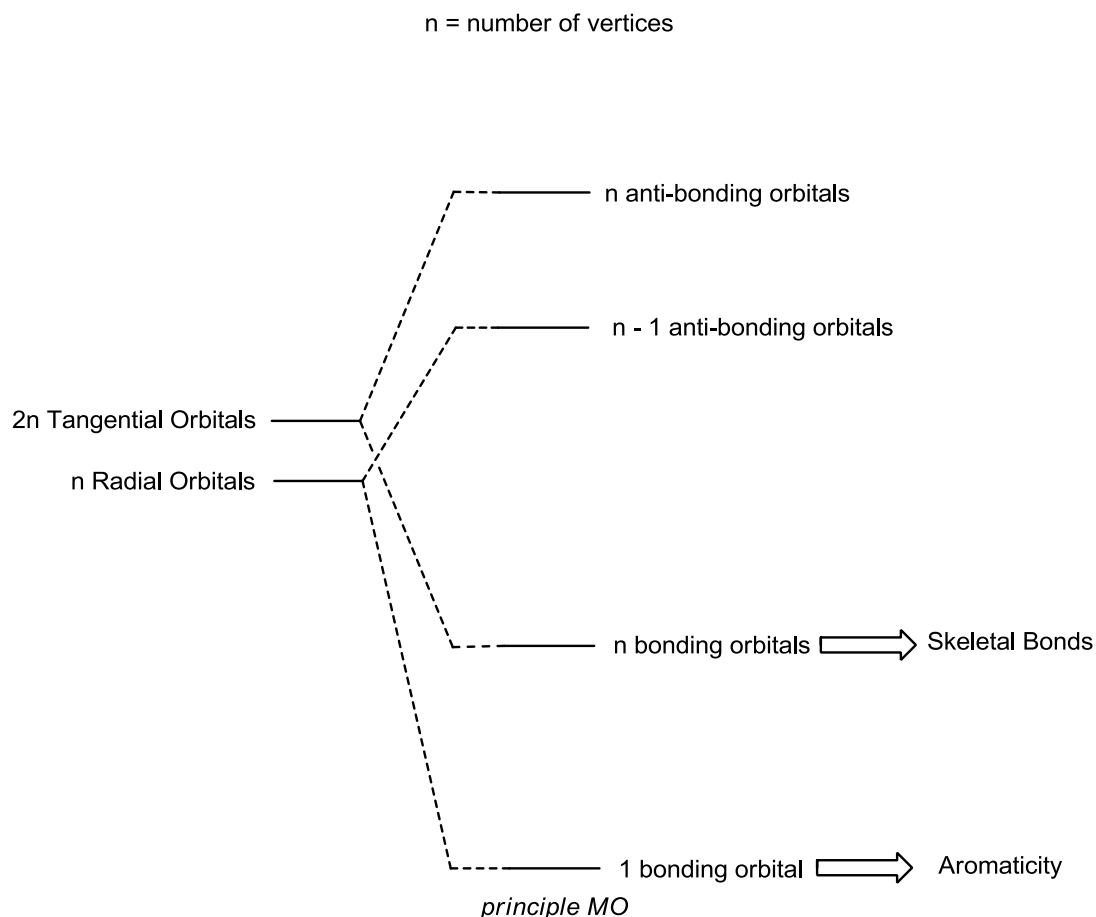 n = number of vertices
n anti-bonding orbitals
n - 1 anti-bonding orbitals
2n Tangential Orbitals
n Radial Orbitals
n bonding orbitals
Skeletal Bonds
1 bonding orbital
Aromaticity
principle MO